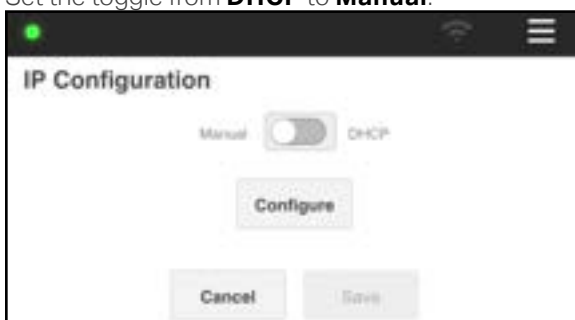 Set the toggle from DHCP to Manual.
IP Configuration
Manual DHCP
Configure
Cancel Save